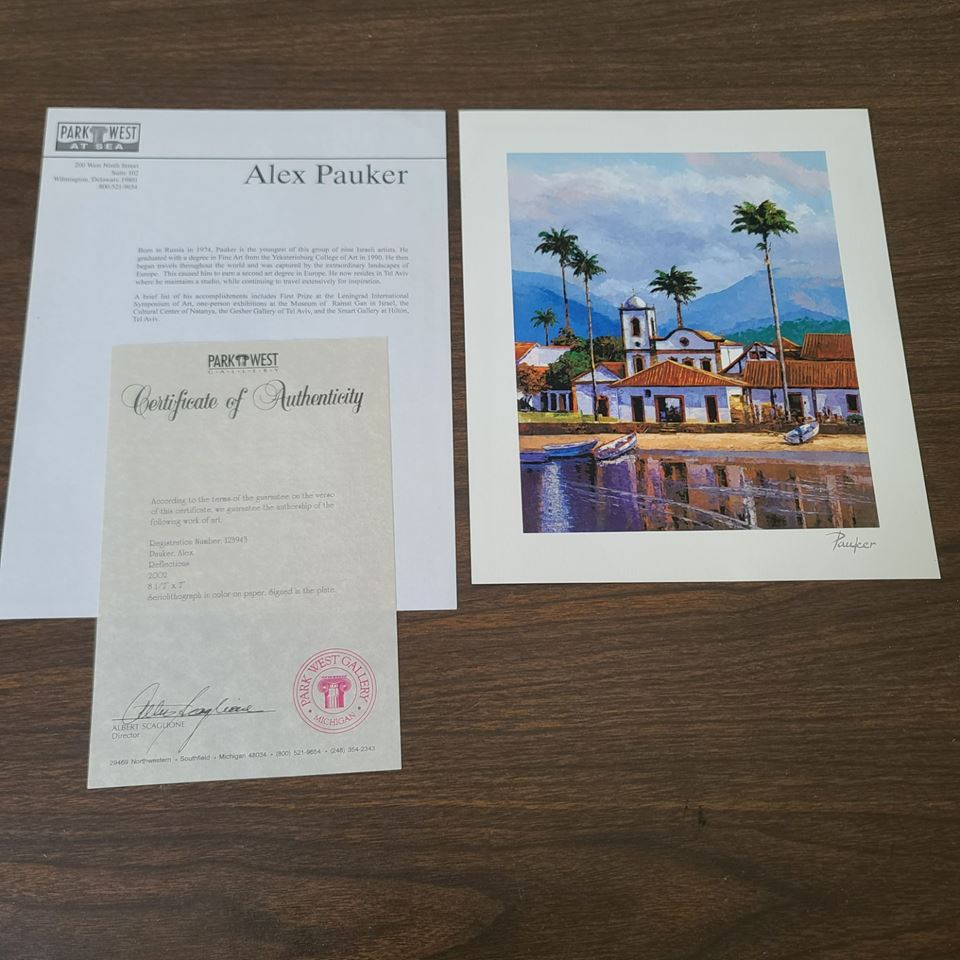 PARK WEST
AT SEA
200 West Ninth Street
Suite 102
Wilmington, Delaware 19801
800-521-9654
Alex Pauker
Born in Russia in 1974, Pauker is the youngest of this group of nine Israeli artists. He
graduated with a degree in Fine Art from the Yekaterinburg College of Art in 1990. He then
began travels throughout the world and was captured by the extraordinary landscapes of
Europe. This caused him to earn a second art degree in Europe. He now resides in Tel Aviv
where he maintains a studio, while continuing to travel extensively for inspiration.
A brief list of his accomplishments includes First Prize at the Leningrad International
Symposium of Art, one-person exhibitions at the Museum of Ramat Gan in Israel, the
Cultural Center of Natanya, the Gesher Gallery of Tel Aviv, and the Smart Gallery at Hilton,
Tel Aviv.
PARK WEST
GALLERY
Certificate of Authenticity
According to the terms of the guarantee on the verso
of this certificate, we guarantee the authorship of the
following work of art.
Registration Number: 123943
Pauker, Alex
Reflections
2002
8 1/2" x 7"
Seriolithograph in color on paper. Signed in the plate.
ALBERT SCAGLIONE
Director
PARK WEST GALLERY
• MICHIGAN •
29469 Northwestern • Southfield • Michigan 48034 • (800) 521-9654 • (248) 354-2343
Pauker